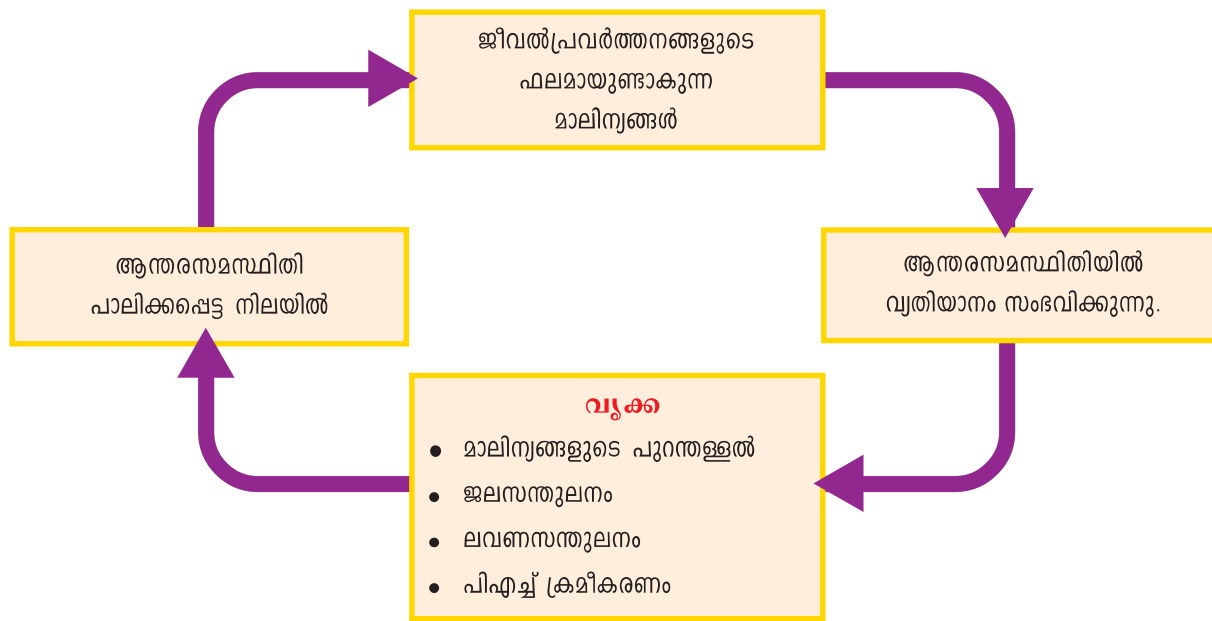 ജീവൽപ്രവർത്തനങ്ങളുടെ
ഫലമായുണ്ടാകുന്ന
മാലിന്യങ്ങൾ
ആന്തരസമസ്ഥിതിയിൽ
വ്യതിയാനം സംഭവിക്കുന്നു.
വൃക്ക
• മാലിന്യങ്ങളുടെ പുറന്തള്ളൽ
• ജലസന്തുലനം
• ലവണസന്തുലനം
• പിഎച്ച് ക്രമീകരണം
ആന്തരസമസ്ഥിതി
പാലിക്കപ്പെട്ട നിലയിൽ